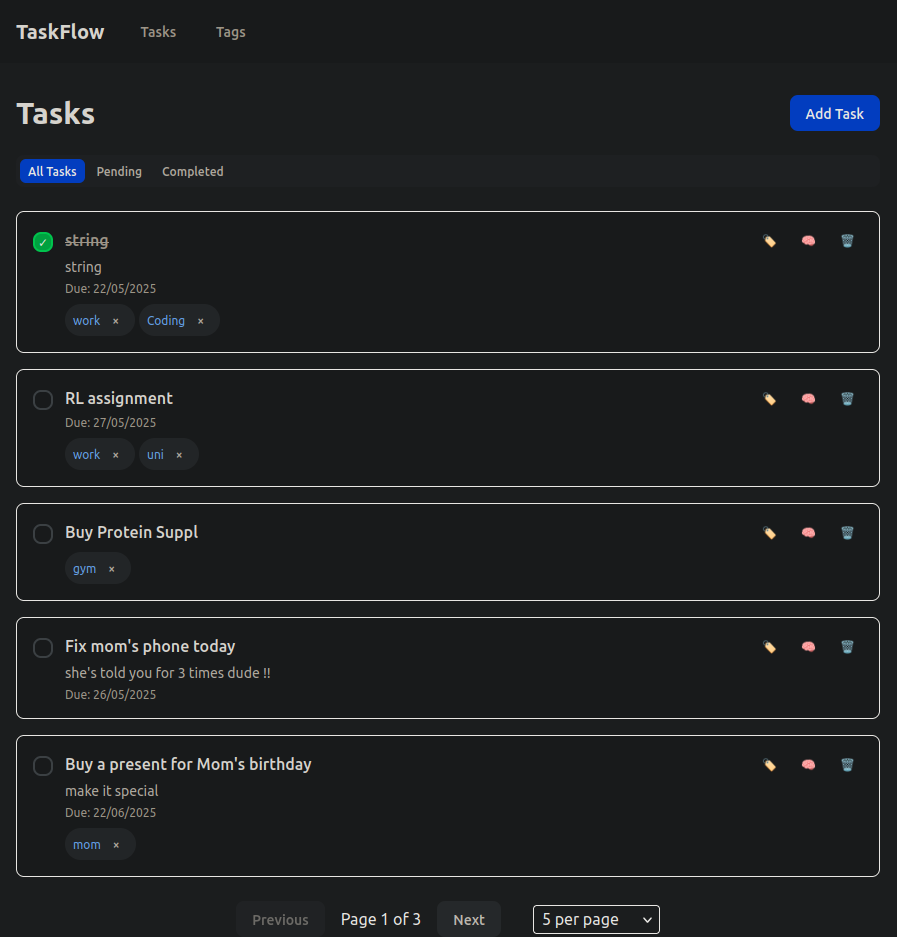 TaskFlow Tasks Tags
Tasks Add Task
All Tasks Pending Completed
string
string
Due: 22/05/2025
work × Coding ×
RL assignment
Due: 27/05/2025
work × uni ×
Buy Protein Suppl
gym ×
Fix mom's phone today
she's told you for 3 times dude !!
Due: 26/05/2025
Buy a present for Mom's birthday
make it special
Due: 22/06/2025
mom ×
Previous Page 1 of 3 Next 5 per page